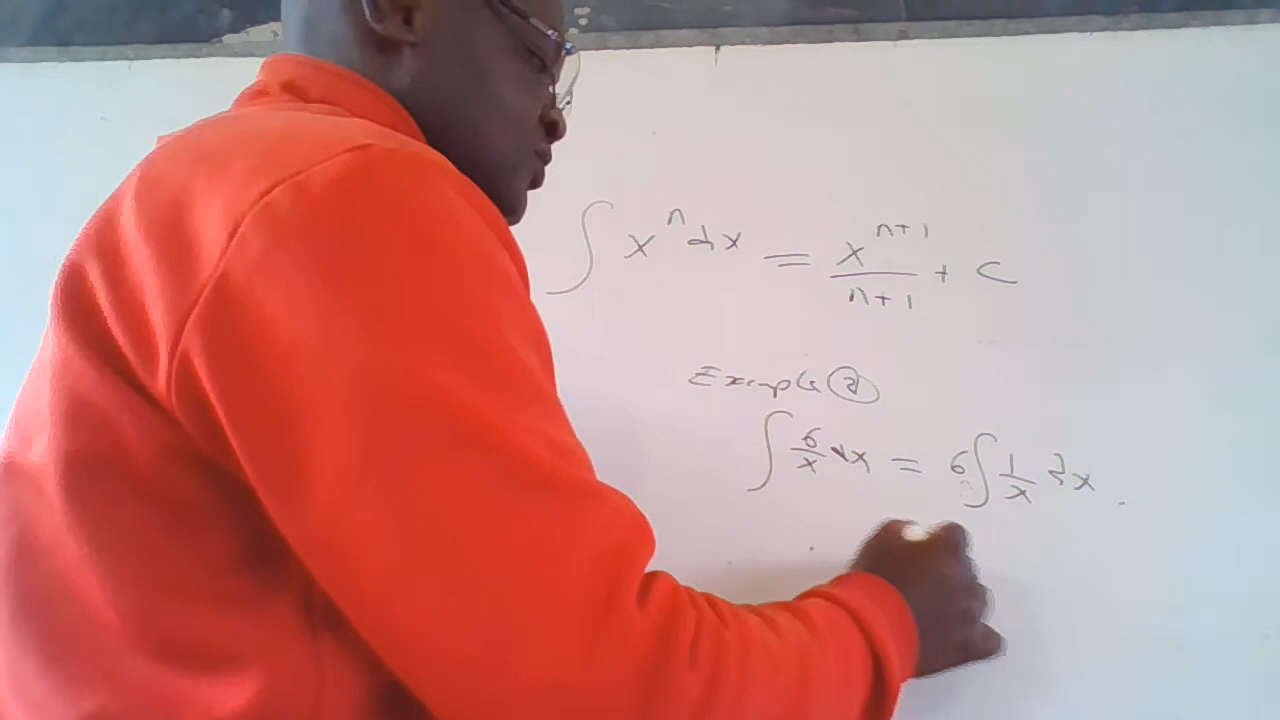 ∫ x^n dx = x^(n+1)/(n+1) + C
Example ②
∫ 6/x dx = 6 ∫ 1/x dx